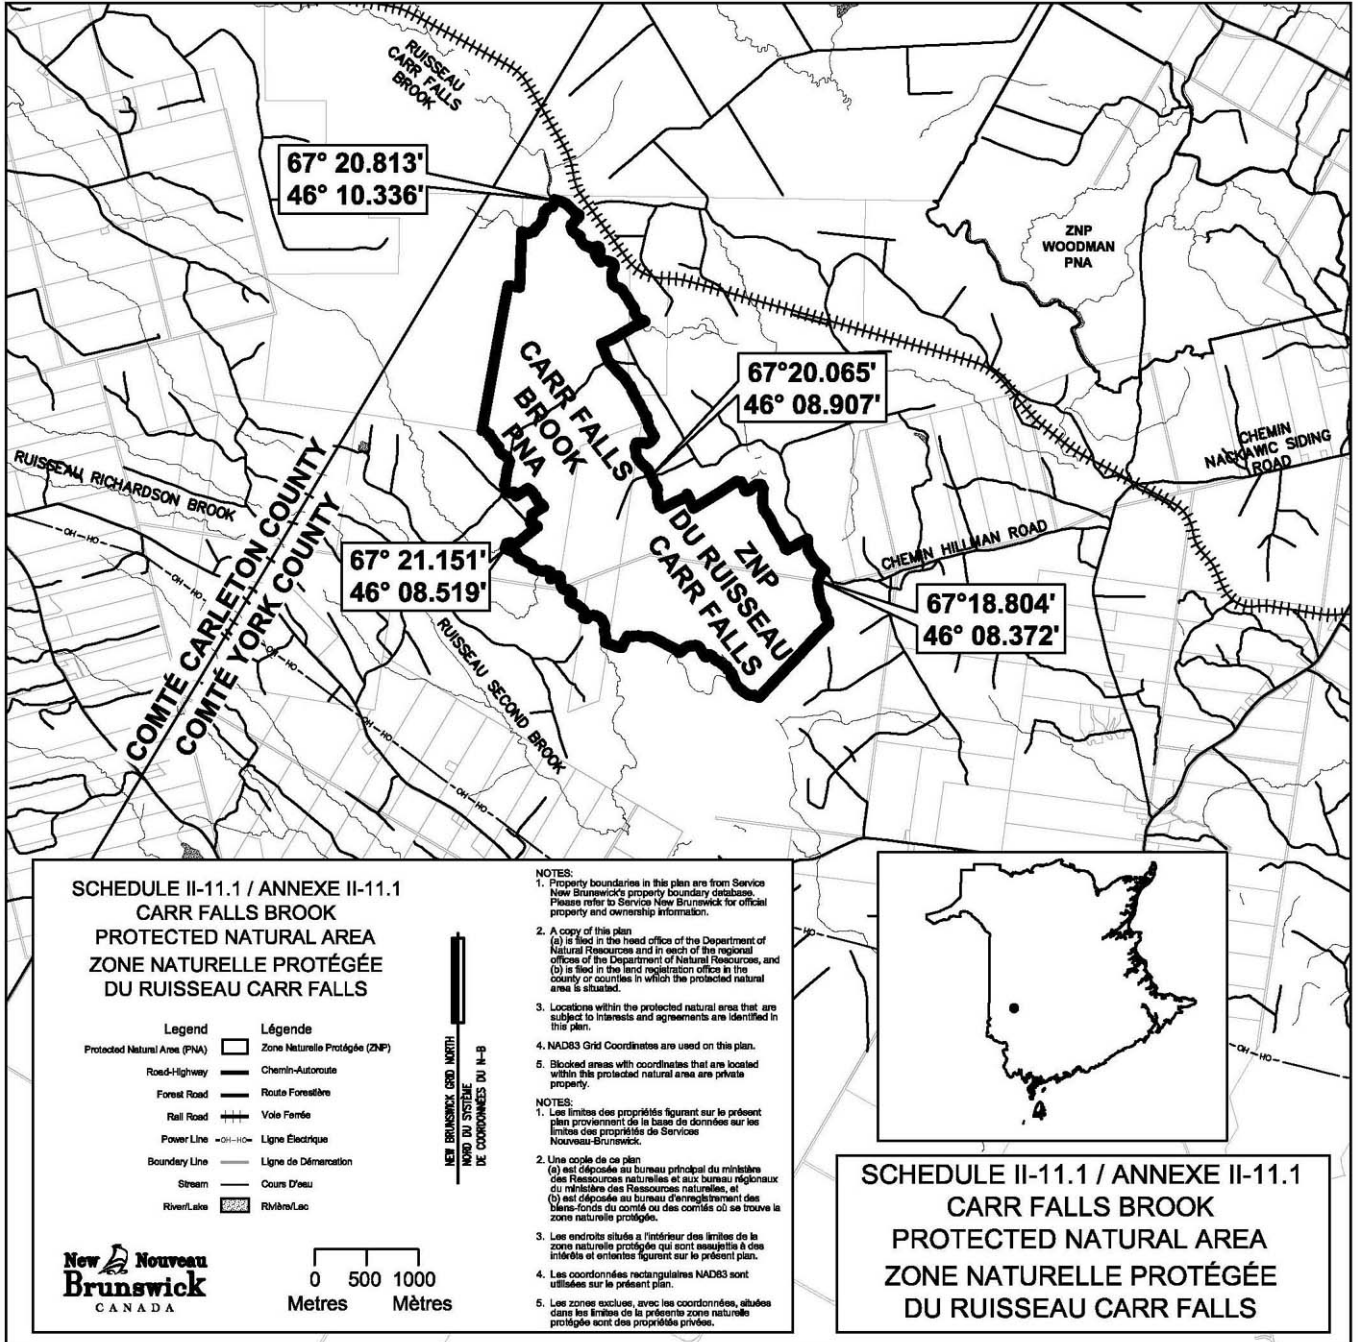 RUISSEAU
CARR FALLS
BROOK
67° 20.813'
46° 10.336'
ZNP
WOODMAN
PNA
CARR FALLS
BROOK
PNA
67°20.065'
46° 08.907'
CHEMIN
NACKAWIC SIDING
ROAD
RUISSEAU RICHARDSON BROOK
COMTÉ CARLETON COUNTY
COMTÉ YORK COUNTY
67° 21.151'
46° 08.519'
ZNP
DU RUISSEAU
CARR FALLS
CHEMIN HILLMAN ROAD
67°18.804'
46° 08.372'
RUISSEAU SECOND BROOK
OH-HO
OH
HO
OH-HO
OH-HO
OH-HO
HO
OH-HO
SCHEDULE II-11.1 / ANNEXE II-11.1
CARR FALLS BROOK
PROTECTED NATURAL AREA
ZONE NATURELLE PROTÉGÉE
DU RUISSEAU CARR FALLS
Legend Légende
Protected Natural Area (PNA) Zone Naturelle Protégée (ZNP)
Road-Highway Chemin-Autoroute
Forest Road Route Forestière
Rail Road Voie Ferrée
Power Line -OH-HO- Ligne Électrique
Boundary Line Ligne de Démarcation
Stream Cours D'eau
River/Lake Rivière/Lac
NEW BRUNSWICK GRID NORTH
NORD DU SYSTÈME
DE COORDONNÉES DU N-B
New Nouveau
Brunswick
CANADA
0 500 1000
Metres Mètres
NOTES:
1. Property boundaries in this plan are from Service
New Brunswick's property boundary database.
Please refer to Service New Brunswick for official
property and ownership information.
2. A copy of this plan
(a) is filed in the head office of the Department of
Natural Resources and in each of the regional
offices of the Department of Natural Resources, and
(b) is filed in the land registration office in the
county or counties in which the protected natural
area is situated.
3. Locations within the protected natural area that are
subject to interests and agreements are identified in
this plan.
4. NAD83 Grid Coordinates are used on this plan.
5. Blocked areas with coordinates that are located
within this protected natural area are private
property.
NOTES:
1. Les limites des propriétés figurant sur le présent
plan proviennent de la base de données sur les
limites des propriétés de Services
Nouveau-Brunswick.
2. Une copie de ce plan
(a) est déposée au bureau principal du ministère
des Ressources naturelles et aux bureau régionaux
du ministère des Ressources naturelles, et
(b) est déposée au bureau d'enregistrement des
biens-fonds du comté ou des comtés où se trouve la
zone naturelle protégée.
3. Les endroits situés a l'intérieur des limites de la
zone naturelle protégée qui sont assujettis à des
intérêts et ententes figurent sur le présent plan.
4. Les coordonnées rectangulaires NAD83 sont
utilisées sur le présent plan.
5. Les zones exclues, avec les coordonnées, situées
dans les limites de la présente zone naturelle
protégée sont des propriétés privées.
SCHEDULE II-11.1 / ANNEXE II-11.1
CARR FALLS BROOK
PROTECTED NATURAL AREA
ZONE NATURELLE PROTÉGÉE
DU RUISSEAU CARR FALLS